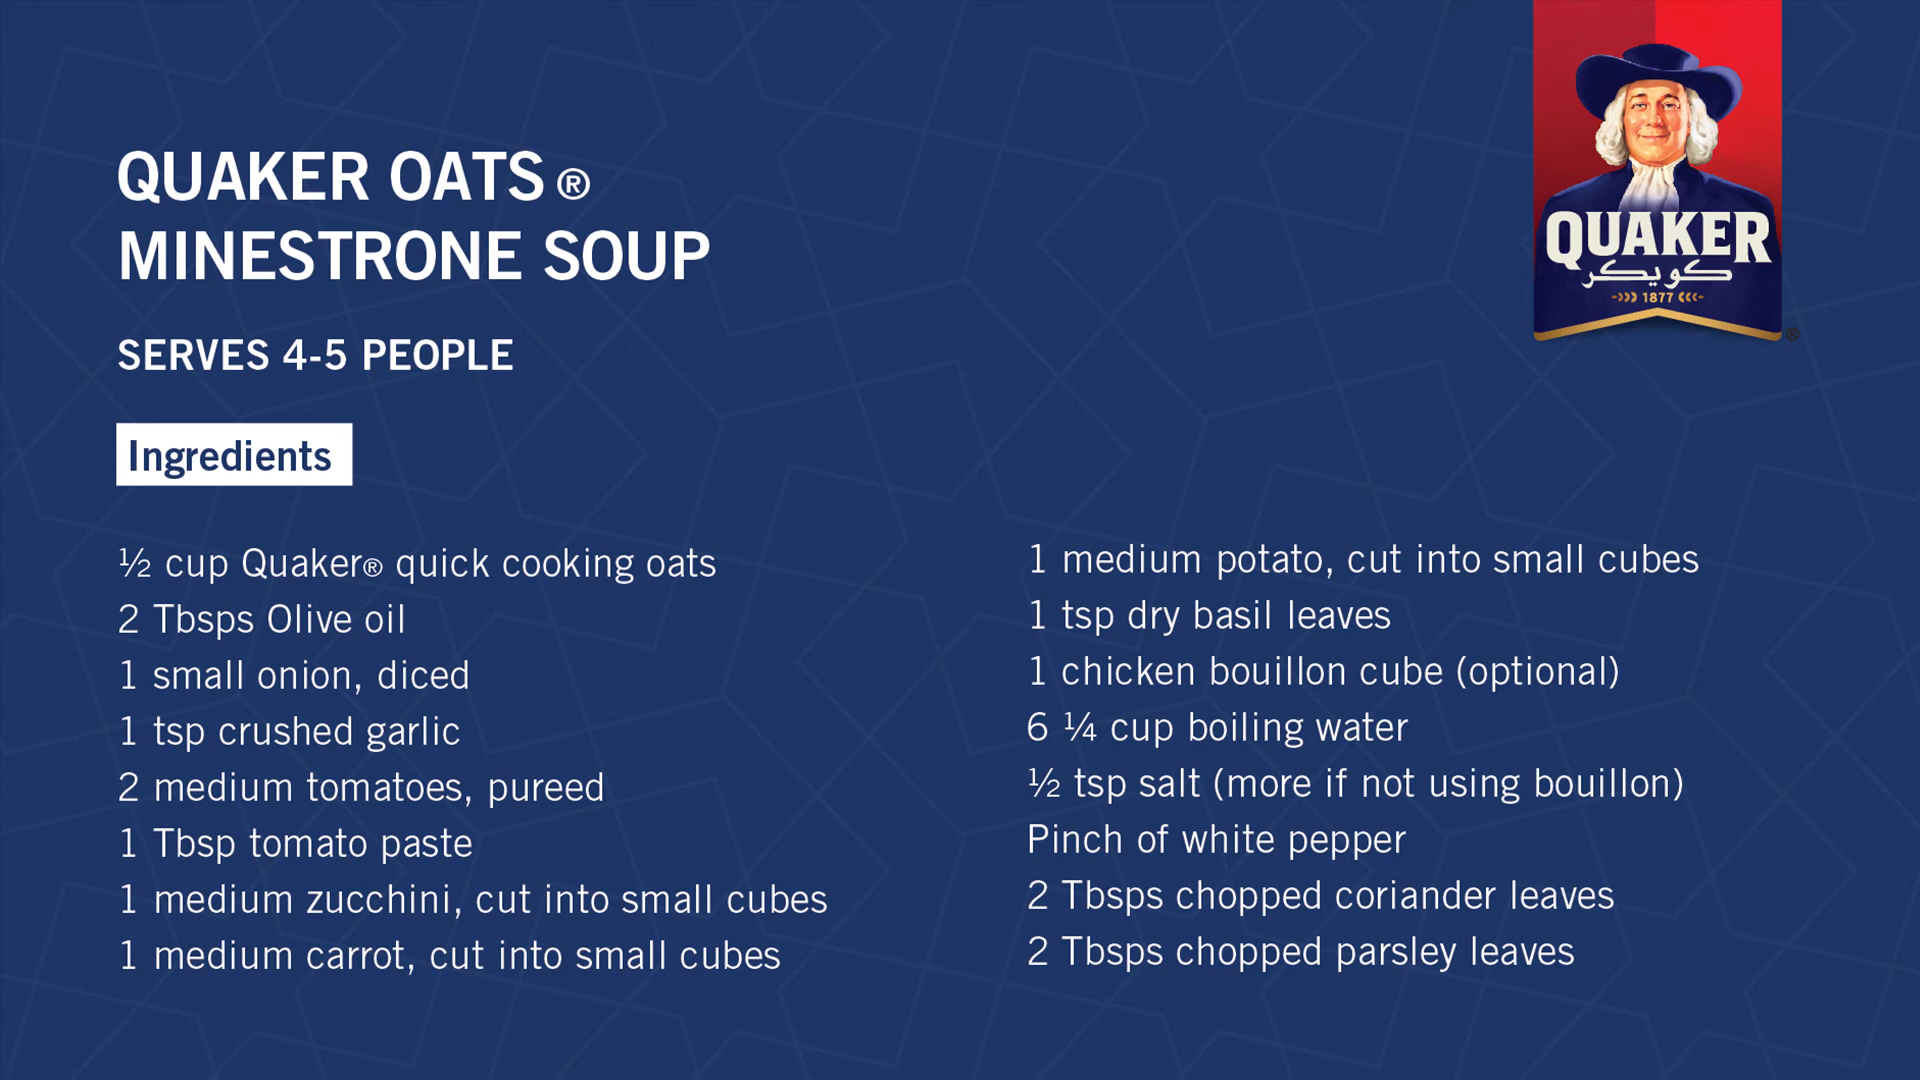 QUAKER OATS ®
MINESTRONE SOUP
SERVES 4-5 PEOPLE
Ingredients
½ cup Quaker® quick cooking oats
2 Tbsps Olive oil
1 small onion, diced
1 tsp crushed garlic
2 medium tomatoes, pureed
1 Tbsp tomato paste
1 medium zucchini, cut into small cubes
1 medium carrot, cut into small cubes
1 medium potato, cut into small cubes
1 tsp dry basil leaves
1 chicken bouillon cube (optional)
6 ¼ cup boiling water
½ tsp salt (more if not using bouillon)
Pinch of white pepper
2 Tbsps chopped coriander leaves
2 Tbsps chopped parsley leaves
QUAKER
كويكر
1877
®